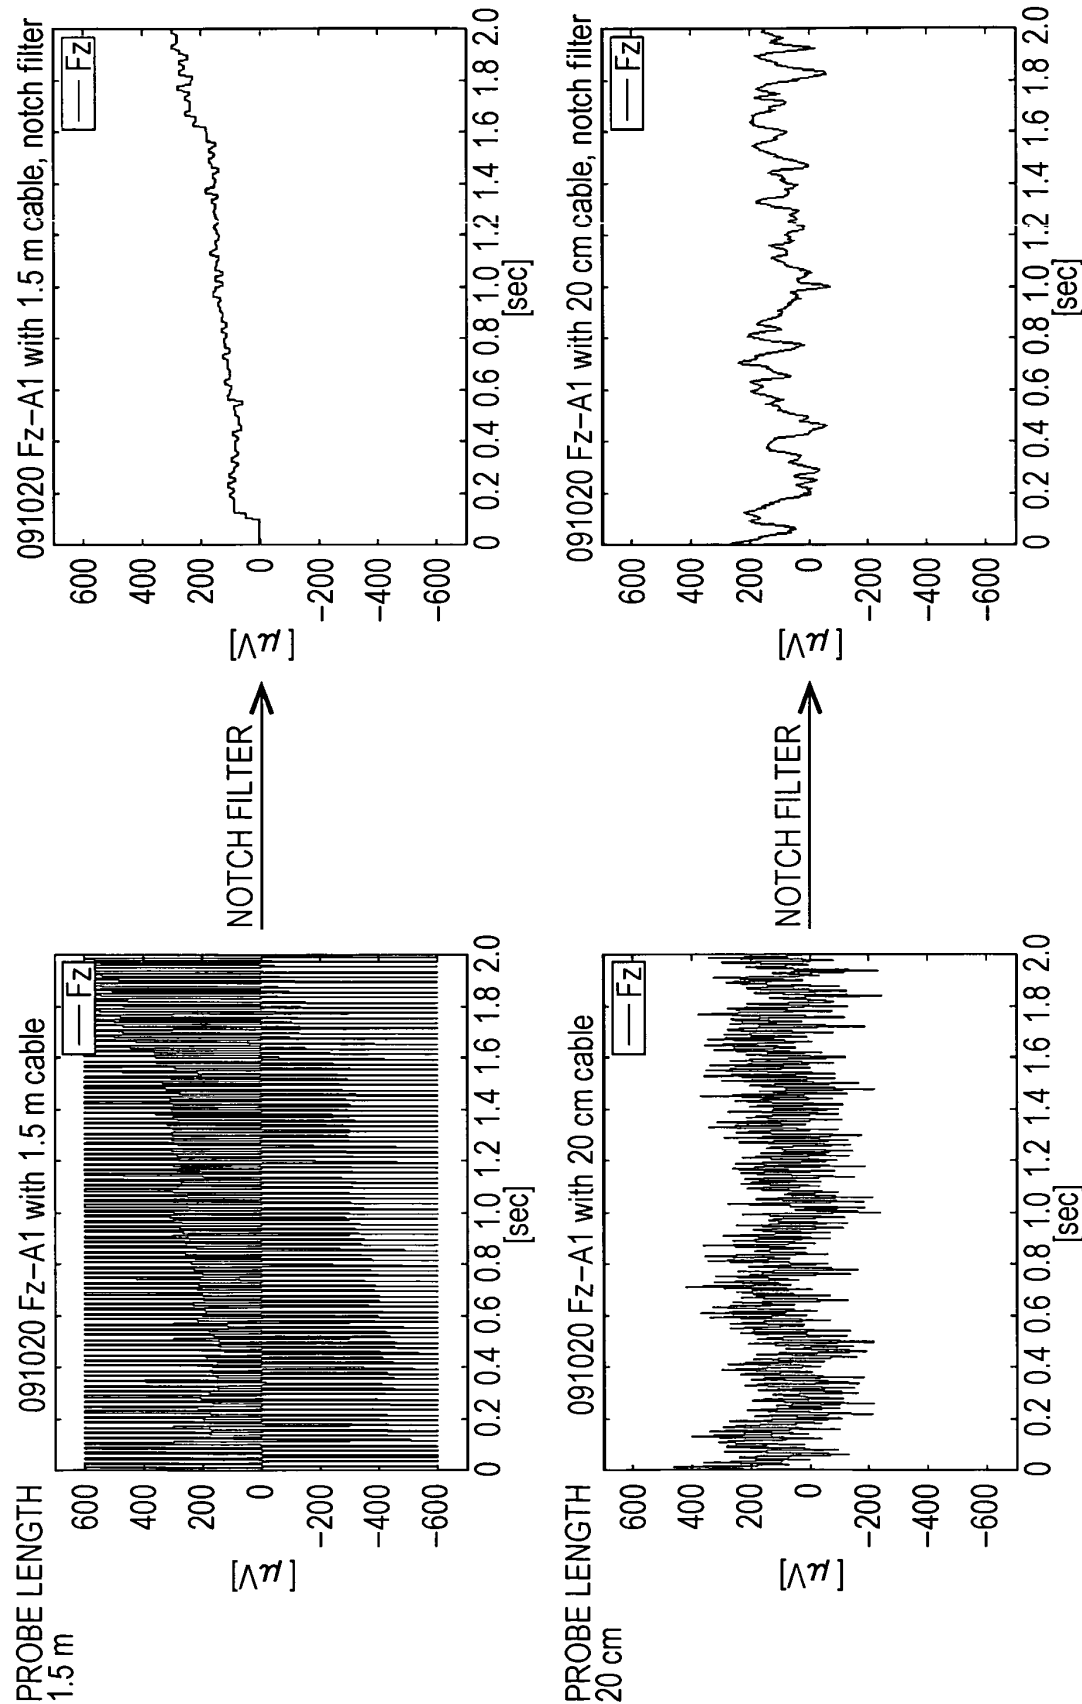 PROBE LENGTH
1.5 m
091020 Fz-A1 with 1.5 m cable
Fz
600
400
200
0
-200
-400
-600
[μV]
0 0.2 0.4 0.6 0.8 1.0 1.2 1.4 1.6 1.8 2.0
[sec]
NOTCH FILTER
091020 Fz-A1 with 1.5 m cable, notch filter
Fz
600
400
200
0
-200
-400
-600
[μV]
0 0.2 0.4 0.6 0.8 1.0 1.2 1.4 1.6 1.8 2.0
[sec]
PROBE LENGTH
20 cm
091020 Fz-A1 with 20 cm cable
Fz
600
400
200
0
-200
-400
-600
[μV]
0 0.2 0.4 0.6 0.8 1.0 1.2 1.4 1.6 1.8 2.0
[sec]
NOTCH FILTER
091020 Fz-A1 with 20 cm cable, notch filter
Fz
600
400
200
0
-200
-400
-600
[μV]
0 0.2 0.4 0.6 0.8 1.0 1.2 1.4 1.6 1.8 2.0
[sec]